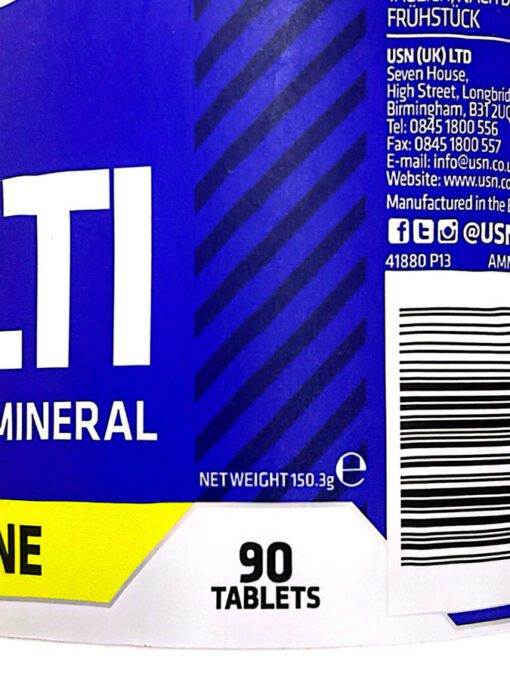 FRÜHSTÜCK
USN (UK) LTD
Seven House,
High Street, Longbrid
Birmingham, B31 2UQ
Tel: 0845 1800 556
Fax: 0845 1800 557
E-mail: info@usn.co.u
Website: www.usn.co
Manufactured in the E
@USN
41880 P13 AMM
LTI
MINERAL
NET WEIGHT 150.3g e
NE
90
TABLETS